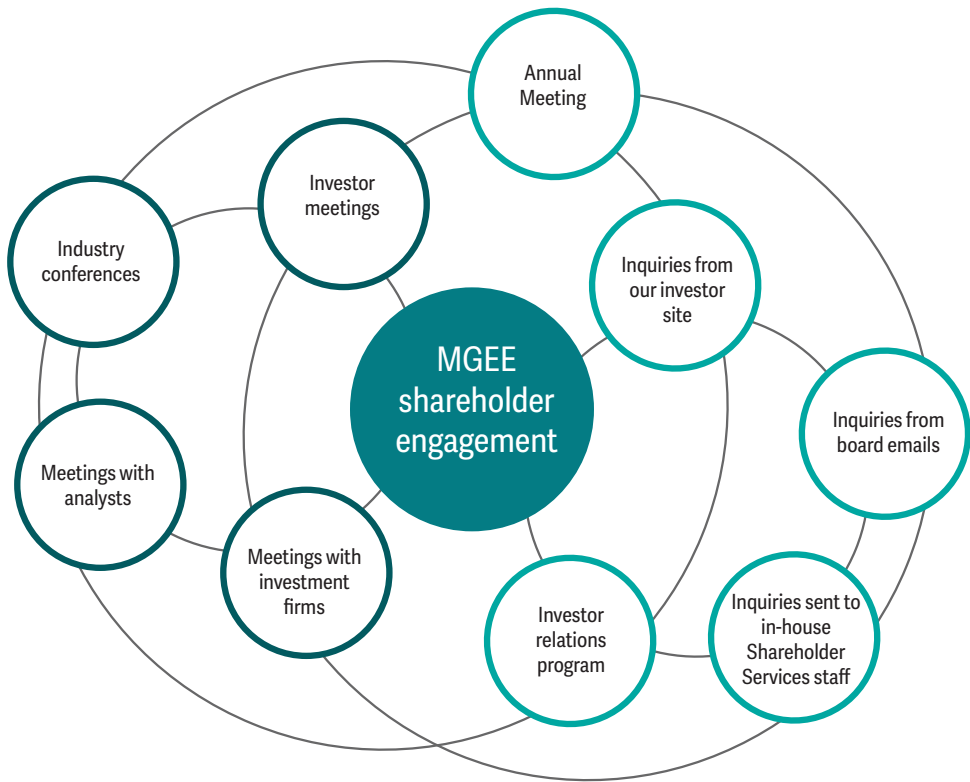 Annual
Meeting
Investor
meetings
Industry
conferences
Inquiries from
our investor
site
MGEE
shareholder
engagement
Inquiries from
board emails
Meetings with
analysts
Meetings with
investment
firms
Investor
relations
program
Inquiries sent to
in-house
Shareholder
Services staff